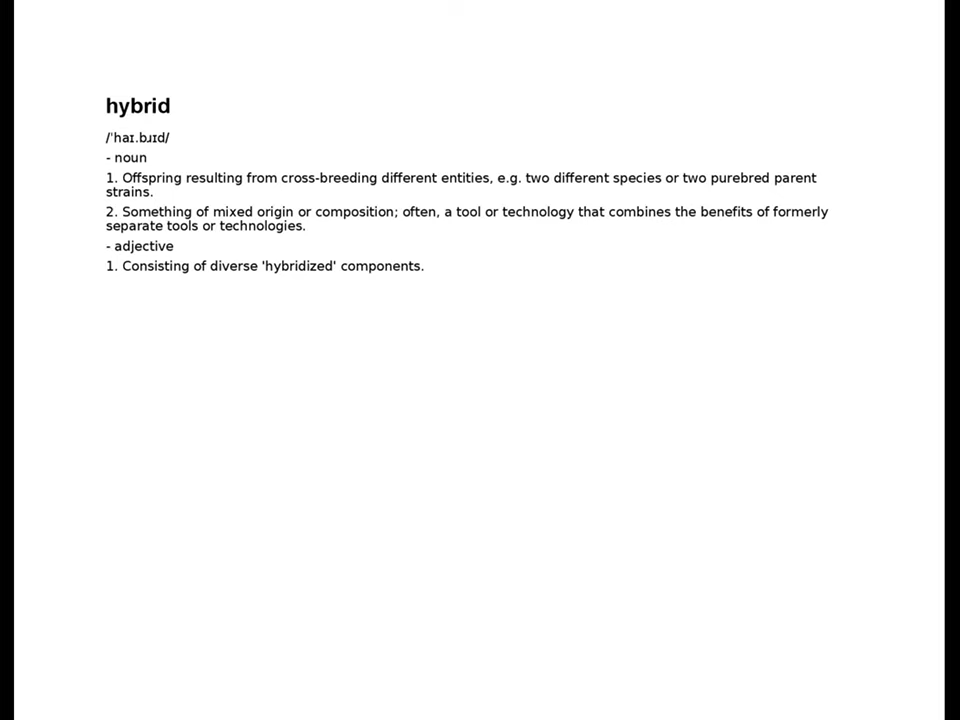 hybrid
/ˈhaɪ.bɹɪd/
- noun
1. Offspring resulting from cross-breeding different entities, e.g. two different species or two purebred parent
strains.
2. Something of mixed origin or composition; often, a tool or technology that combines the benefits of formerly
separate tools or technologies.
- adjective
1. Consisting of diverse 'hybridized' components.